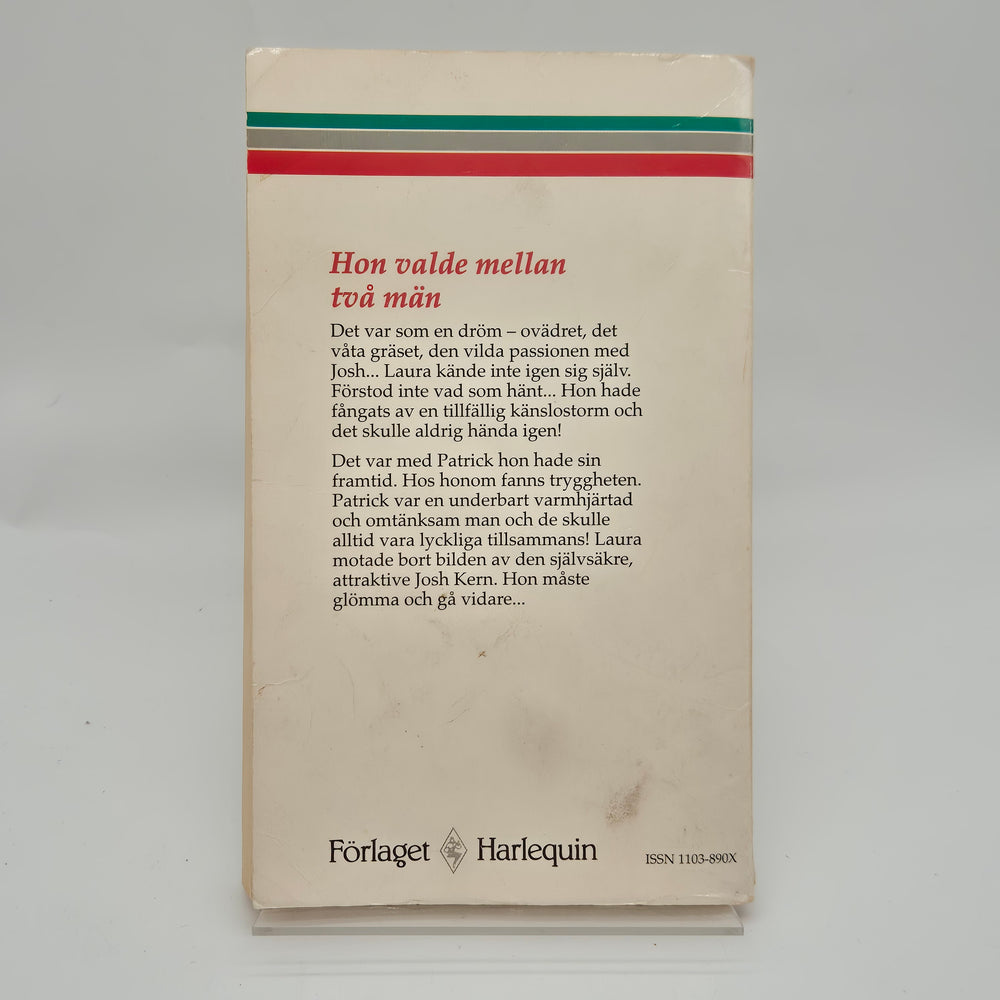 Hon valde mellan
två män
Det var som en dröm – ovädret, det
våta gräset, den vilda passionen med
Josh... Laura kände inte igen sig själv.
Förstod inte vad som hänt... Hon hade
fångats av en tillfällig känslostorm och
det skulle aldrig hända igen!
Det var med Patrick hon hade sin
framtid. Hos honom fanns tryggheten.
Patrick var en underbart varmhjärtad
och omtänksam man och de skulle
alltid vara lyckliga tillsammans! Laura
motade bort bilden av den självsäkre,
attraktive Josh Kern. Hon måste
glömma och gå vidare...
Förlaget Harlequin
ISSN 1103-890X